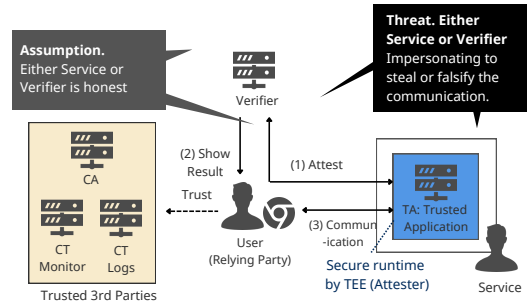 Assumption.
Either Service or
Verifier is honest
Threat. Either
Service or Verifier
Impersonating to
steal or falsify the
communication.
Verifier
(2) Show
Result
(1) Attest
CA
CT
Monitor
CT
Logs
Trusted 3rd Parties
Trust
User
(Relying Party)
(3) Commun
-ication
TA: Trusted
Application
Secure runtime
by TEE (Attester)
Service